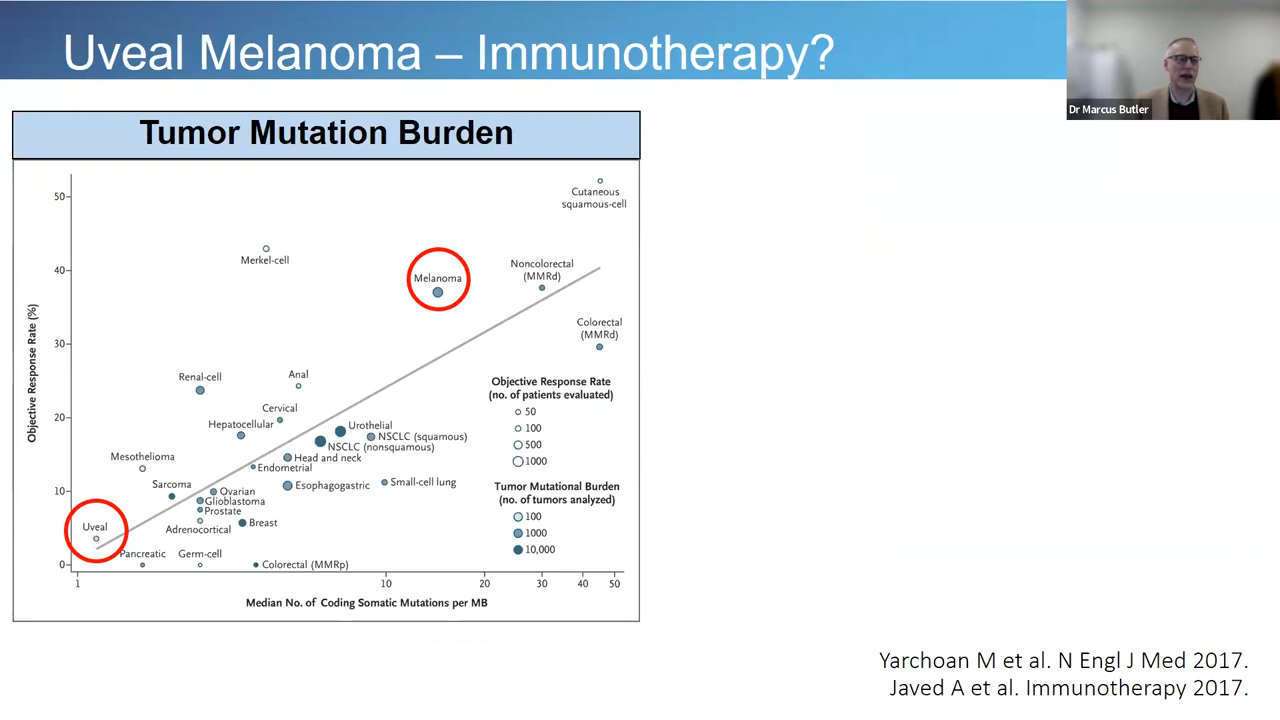 Uveal Melanoma – Immunotherapy?
Dr Marcus Butler
Tumor Mutation Burden
Objective Response Rate (%)
50
40
30
20
10
0
Cutaneous
squamous-cell
Merkel-cell
Melanoma
Noncolorectal
(MMRd)
Colorectal
(MMRd)
Renal-cell
Anal
Cervical
Hepatocellular
Urothelial
NSCLC (squamous)
NSCLC (nonsquamous)
Mesothelioma
Head and neck
Endometrial
Sarcoma
Esophagogastric
Small-cell lung
Ovarian
Glioblastoma
Prostate
Adrenocortical
Breast
Uveal
Pancreatic
Germ-cell
Colorectal (MMRp)
Objective Response Rate
(no. of patients evaluated)
50
100
500
1000
Tumor Mutational Burden
(no. of tumors analyzed)
100
1000
10,000
1
10
20
30
40
50
Median No. of Coding Somatic Mutations per MB
Yarchoan M et al. N Engl J Med 2017.
Javed A et al. Immunotherapy 2017.